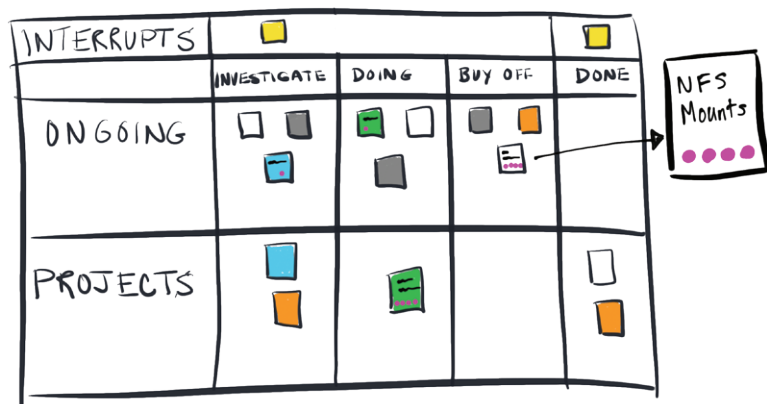 INTERRUPTS
INVESTIGATE DOING BUY OFF DONE
ONGOING
PROJECTS
NFS
Mounts